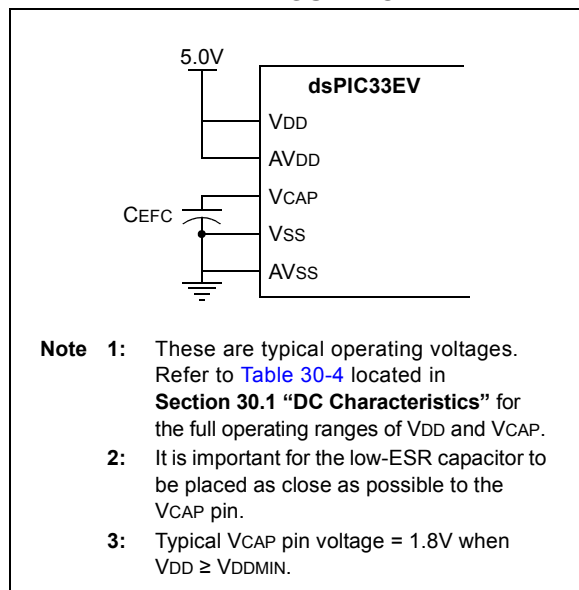 5.0V
dsPIC33EV
VDD
AVDD
VCAP
CEFC
VSS
AVSS
Note 1: These are typical operating voltages.
Refer to Table 30-4 located in
Section 30.1 “DC Characteristics” for
the full operating ranges of VDD and VCAP.
2: It is important for the low-ESR capacitor to
be placed as close as possible to the
VCAP pin.
3: Typical VCAP pin voltage = 1.8V when
VDD ≥ VDDMIN.